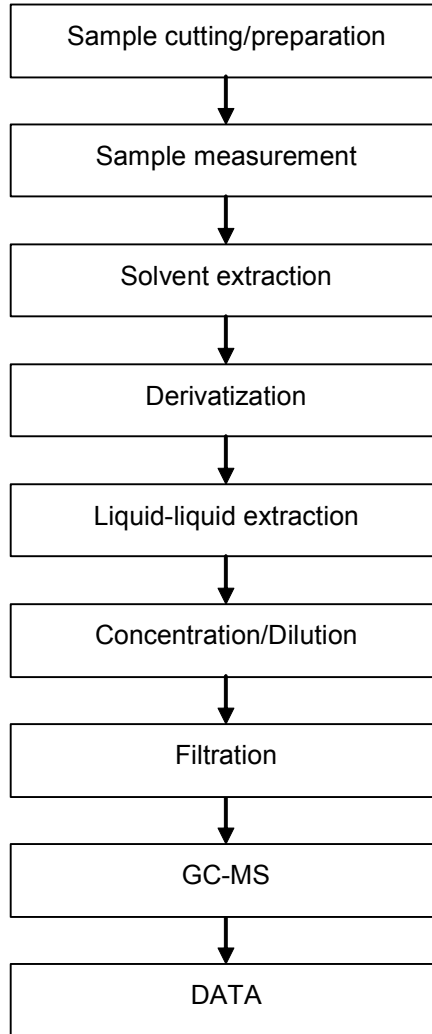 Sample cutting/preparation
Sample measurement
Solvent extraction
Derivatization
Liquid-liquid extraction
Concentration/Dilution
Filtration
GC-MS
DATA